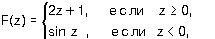 F(z) = { 2z + 1, если z ≥ 0,
sin z , если z < 0,